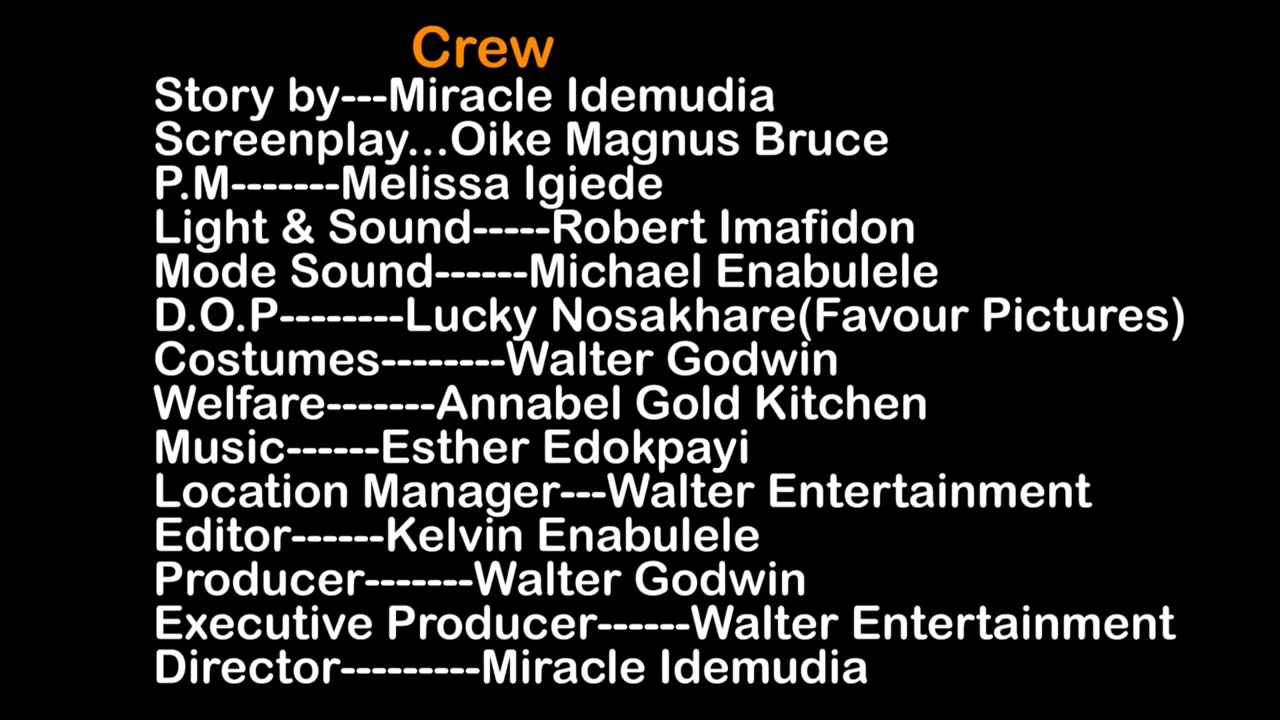 Crew
Story by---Miracle Idemudia
Screenplay...Oike Magnus Bruce
P.M-------Melissa Igiede
Light & Sound-----Robert Imafidon
Mode Sound------Michael Enabulele
D.O.P--------Lucky Nosakhare(Favour Pictures)
Costumes--------Walter Godwin
Welfare-------Annabel Gold Kitchen
Music------Esther Edokpayi
Location Manager---Walter Entertainment
Editor------Kelvin Enabulele
Producer-------Walter Godwin
Executive Producer------Walter Entertainment
Director---------Miracle Idemudia